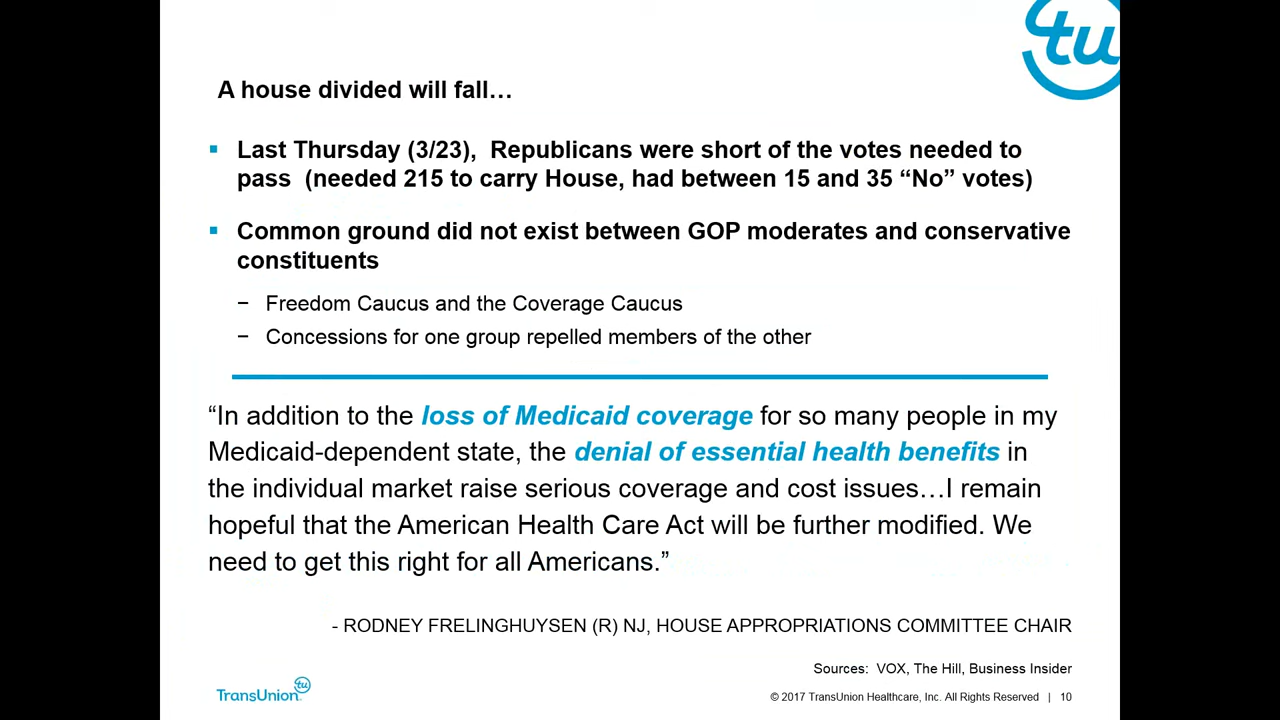 tu
A house divided will fall…
▪ Last Thursday (3/23),  Republicans were short of the votes needed to
pass  (needed 215 to carry House, had between 15 and 35 “No” votes)
▪ Common ground did not exist between GOP moderates and conservative
constituents
− Freedom Caucus and the Coverage Caucus
− Concessions for one group repelled members of the other
“In addition to the loss of Medicaid coverage for so many people in my
Medicaid-dependent state, the denial of essential health benefits in
the individual market raise serious coverage and cost issues…I remain
hopeful that the American Health Care Act will be further modified. We
need to get this right for all Americans.”
- RODNEY FRELINGHUYSEN (R) NJ, HOUSE APPROPRIATIONS COMMITTEE CHAIR
Sources:  VOX, The Hill, Business Insider
TransUnion tu
© 2017 TransUnion Healthcare, Inc. All Rights Reserved | 10